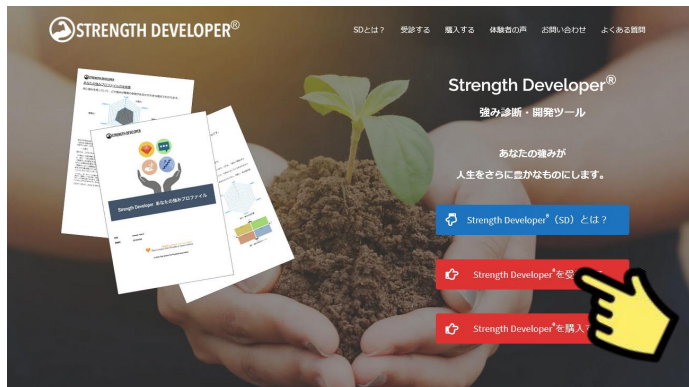 STRENGTH DEVELOPER®
SDとは？ 受診する 購入する 体験者の声 お問い合わせ よくある質問
STRENGTH DEVELOPER
Strength Developer あなたの強みプロファイル
Strength Developer®
強み診断・開発ツール
あなたの強みが
人生をさらに豊かなものにします。
Strength Developer®（SD）とは？
Strength Developer®を受
Strength Developer®を購入